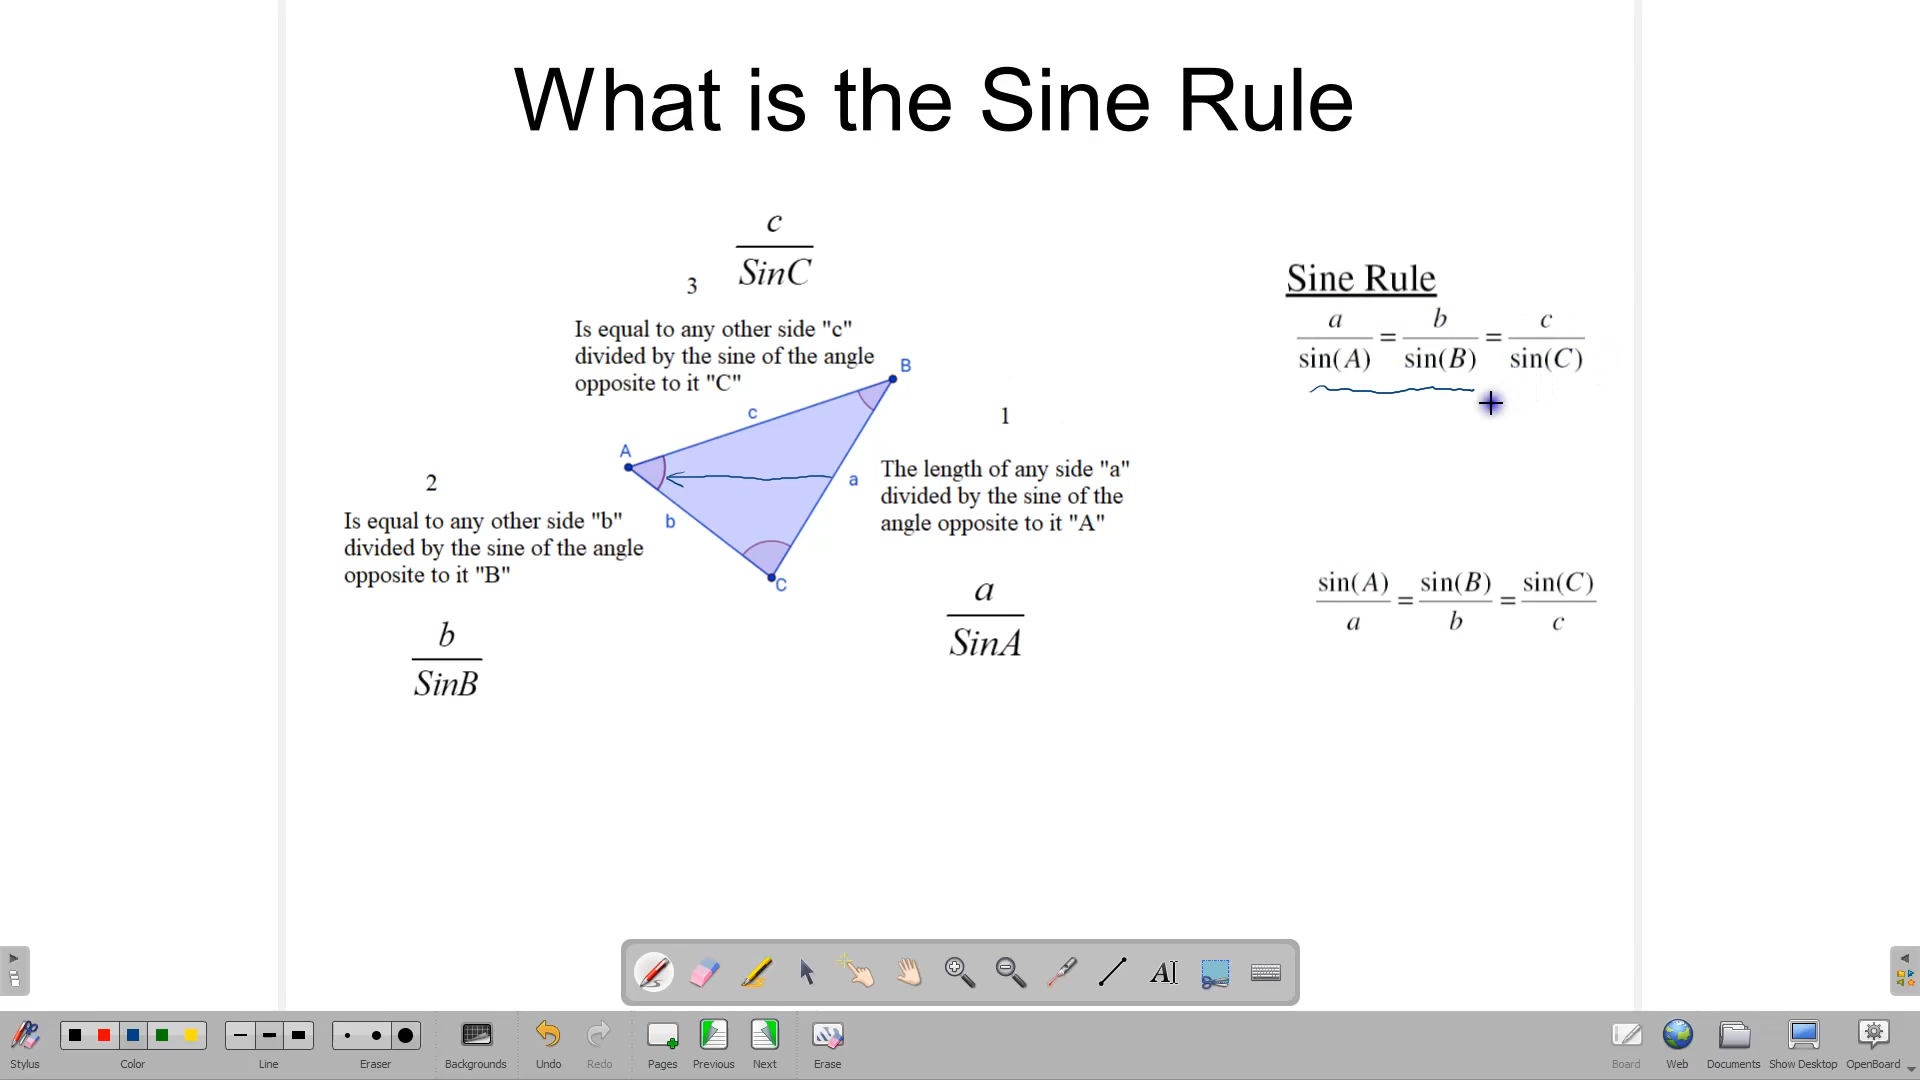 What is the Sine Rule
c
SinC
3
Is equal to any other side "c"
divided by the sine of the angle
opposite to it "C"
Sine Rule
a/sin(A) = b/sin(B) = c/sin(C)
B
c
1
A
The length of any side "a"
divided by the sine of the
angle opposite to it "A"
a
2
Is equal to any other side "b"
divided by the sine of the angle
opposite to it "B"
b
C
a
SinA
sin(A)/a = sin(B)/b = sin(C)/c
b
SinB
Stylus
Color
Line
Eraser
Backgrounds
Undo
Redo
Pages
Previous
Next
Erase
Board
Web
Documents
Show Desktop
OpenBoard